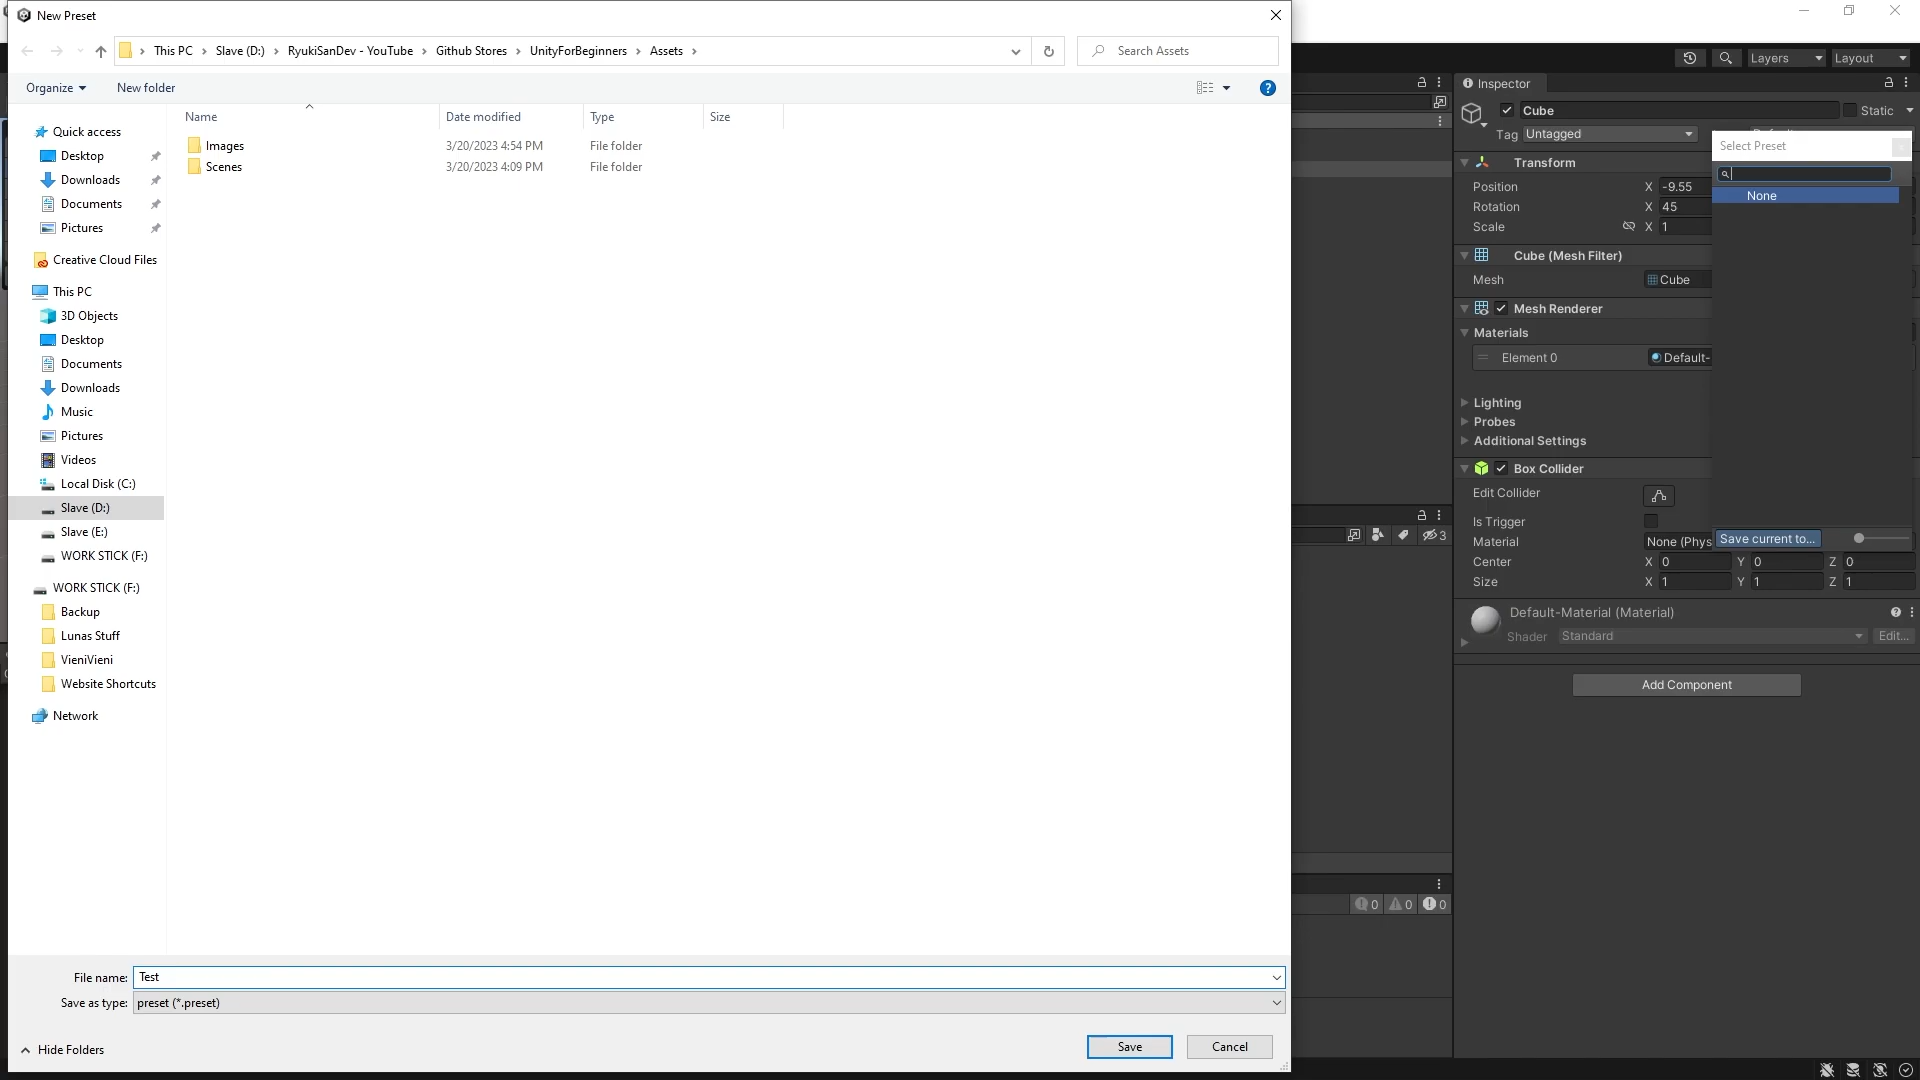 New Preset
This PC > Slave (D:) > RyukiSanDev - YouTube > Github Stores > UnityForBeginners > Assets >
Search Assets
Organize
New folder
Name
Date modified
Type
Size
Images
3/20/2023 4:54 PM
File folder
Scenes
3/20/2023 4:09 PM
File folder
Quick access
Desktop
Downloads
Documents
Pictures
Creative Cloud Files
This PC
3D Objects
Desktop
Documents
Downloads
Music
Pictures
Videos
Local Disk (C:)
Slave (D:)
Slave (E:)
WORK STICK (F:)
WORK STICK (F:)
Backup
Lunas Stuff
VieniVieni
Website Shortcuts
Network
File name: Test
Save as type: preset (*.preset)
Hide Folders
Save
Cancel
Layers
Layout
Inspector
Cube
Static
Tag Untagged
Select Preset
None
Save current to...
Transform
Position X -9.55
Rotation X 45
Scale X 1
Cube (Mesh Filter)
Mesh Cube
Mesh Renderer
Materials
Element 0 Default-
Lighting
Probes
Additional Settings
Box Collider
Edit Collider
Is Trigger
Material None (Phys
Center X 0 Y 0 Z 0
Size X 1 Y 1 Z 1
Default-Material (Material)
Shader Standard Edit...
Add Component
3
0 0 0